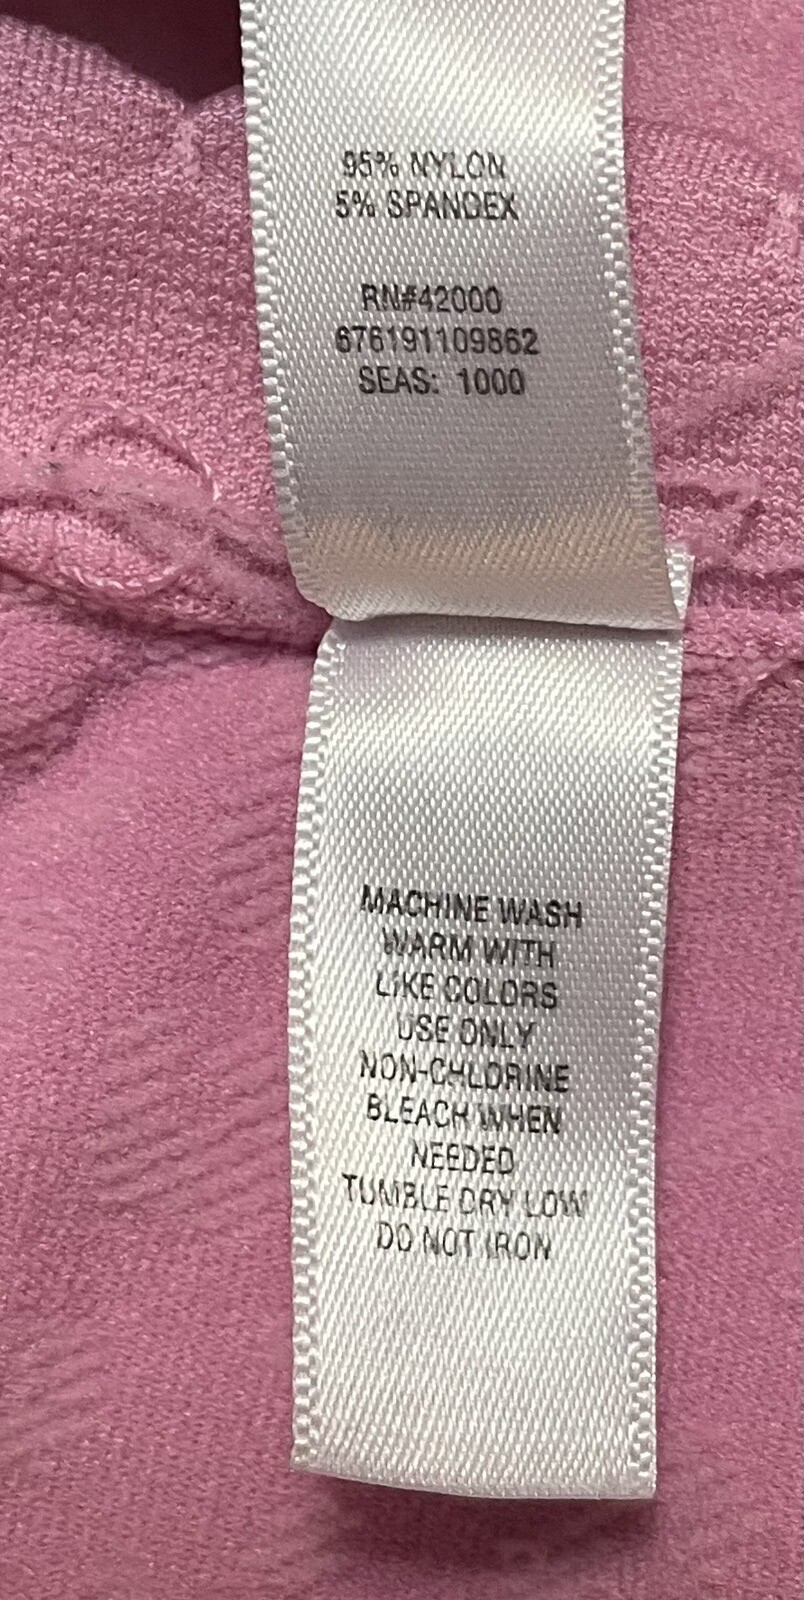 95% NYLON
5% SPANDEX
RN#42000
676191109862
SEAS: 1000
MACHINE WASH
WARM WITH
LIKE COLORS
USE ONLY
NON-CHLORINE
BLEACH WHEN
NEEDED
TUMBLE DRY LOW
DO NOT IRON